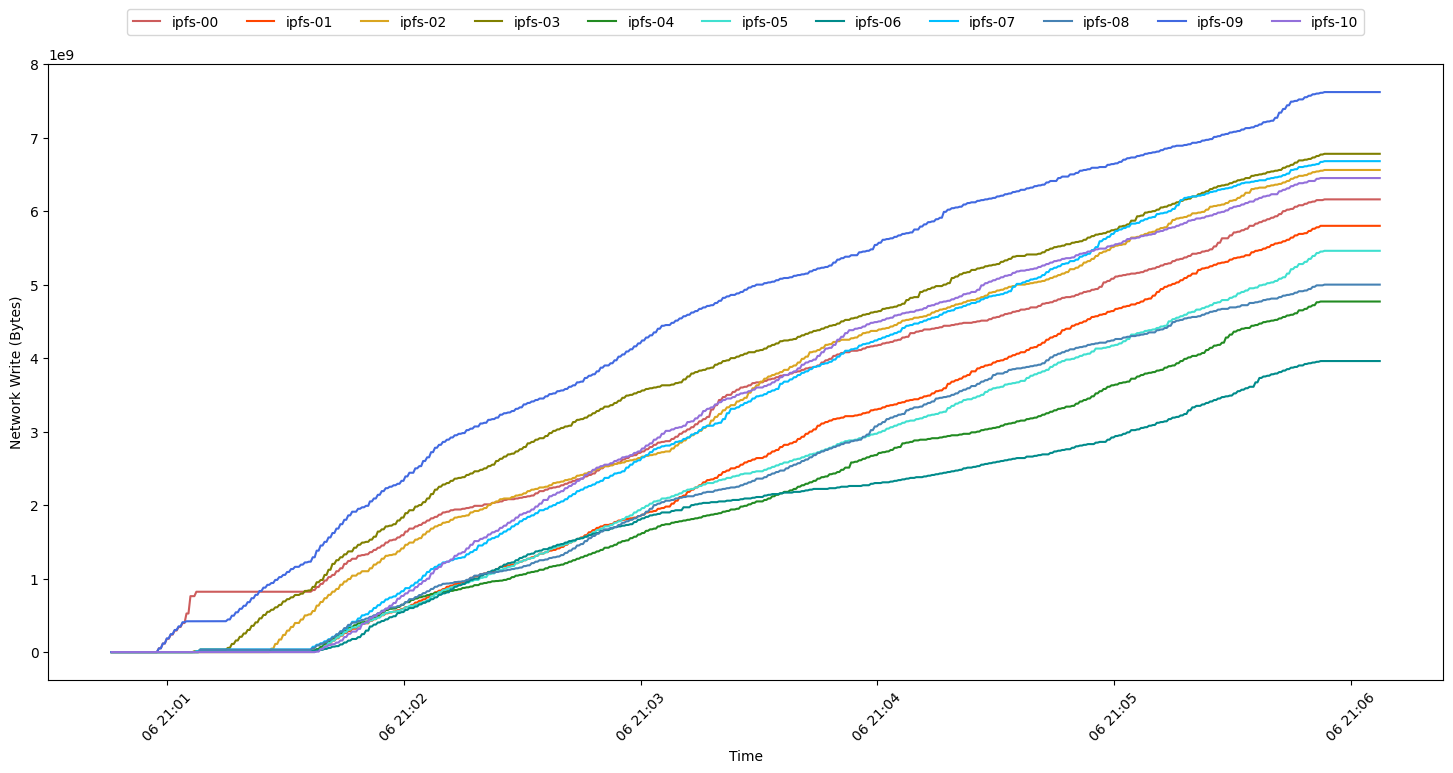 ipfs-00 ipfs-01 ipfs-02 ipfs-03 ipfs-04 ipfs-05 ipfs-06 ipfs-07 ipfs-08 ipfs-09 ipfs-10
1e9
8
7
6
5
4
3
2
1
0
Network Write (Bytes)
06 21:01 06 21:02 06 21:03 06 21:04 06 21:05 06 21:06
Time